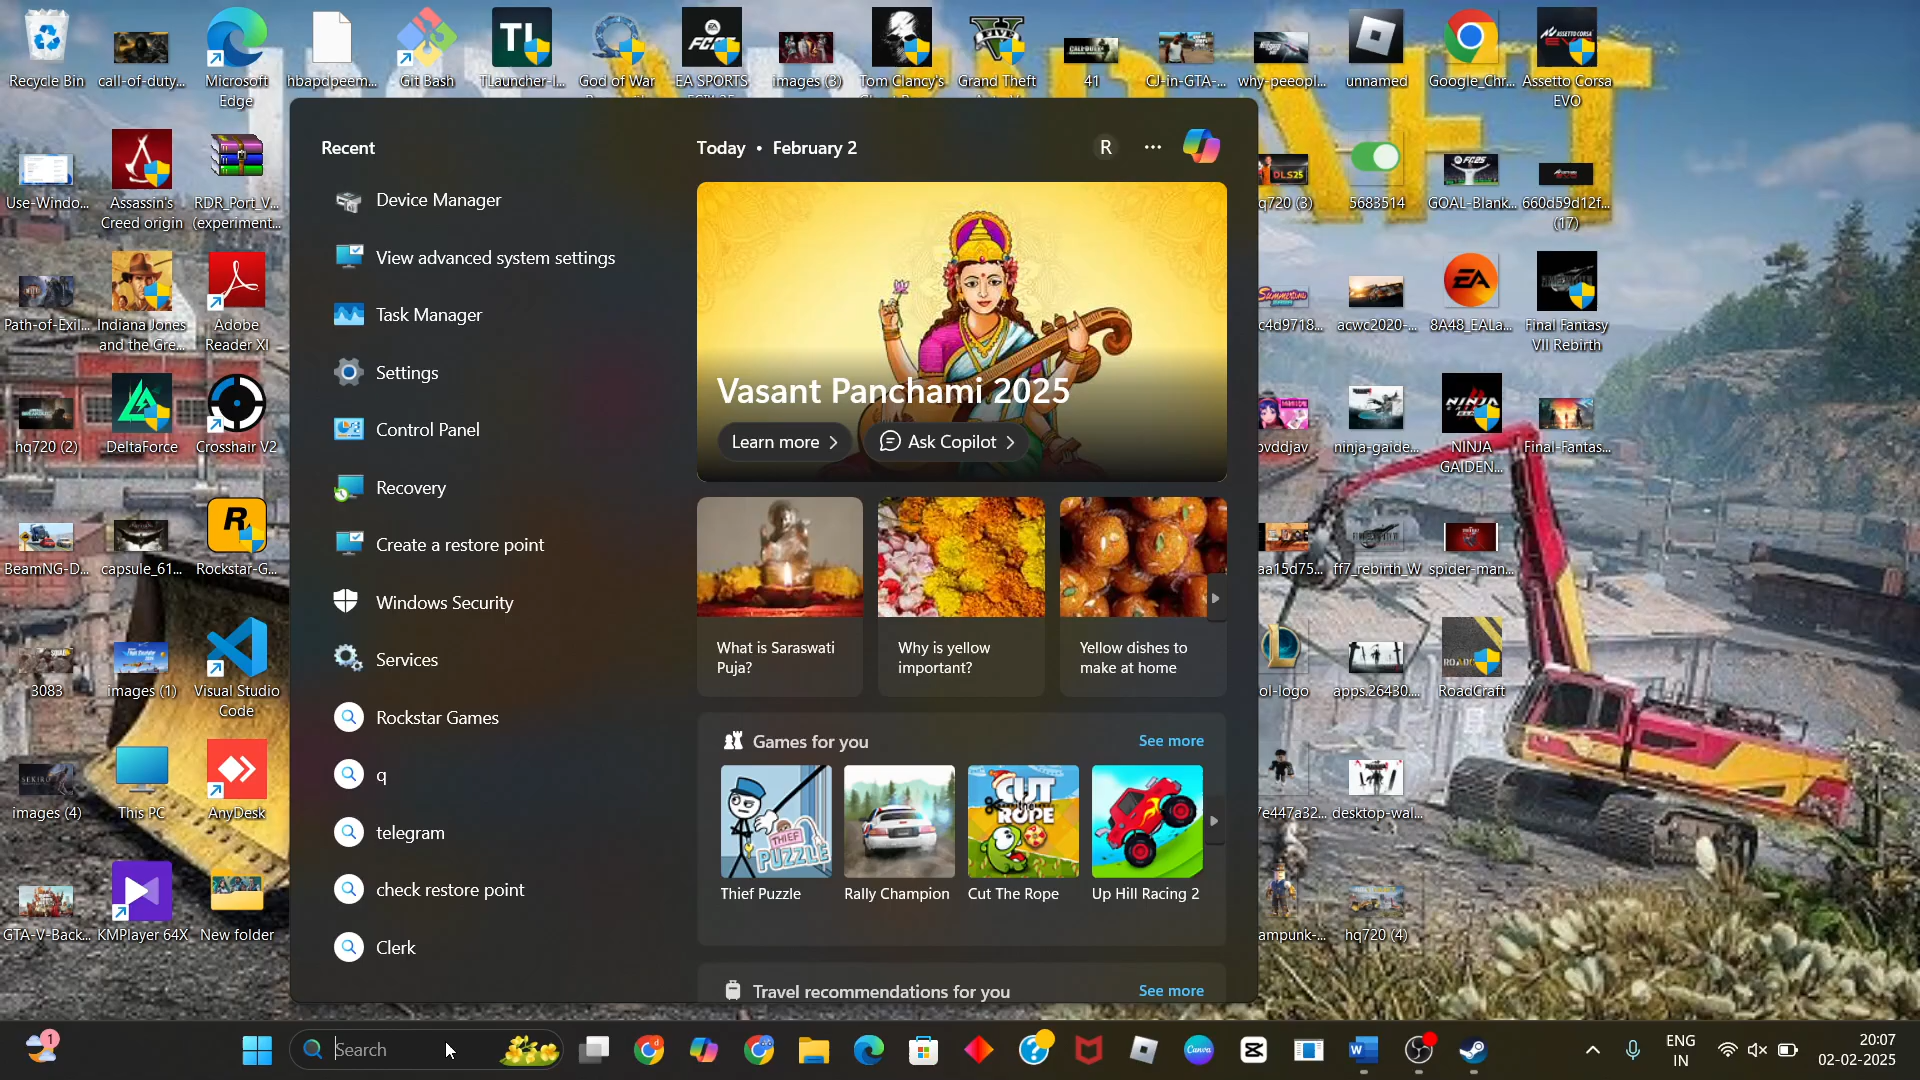 Recycle Bin
call-of-duty...
Microsoft
Edge
hbapdpeem...
Git Bash
TLauncher-I...
God of War
EA SPORTS
images (3)
Tom Clancy's
Grand Theft
41
CJ-in-GTA-...
why-peeopl...
unnamed
Google_Chr...
Assetto Corsa
EVO
Use-Windo...
Assassin's
Creed origin
RDR_Port_V...
(experiment...
Path-of-Exil...
Indiana Jones
and the Gre...
Adobe
Reader XI
hq720 (2)
DeltaForce
Crosshair V2
BeamNG-D...
capsule_61...
Rockstar-G...
3083
images (1)
Visual Studio
Code
images (4)
This PC
AnyDesk
GTA-V-Back...
KMPlayer 64X
New folder
Recent
Device Manager
View advanced system settings
Task Manager
Settings
Control Panel
Recovery
Create a restore point
Windows Security
Services
Rockstar Games
q
telegram
check restore point
Clerk
Today • February 2
R
Vasant Panchami 2025
Learn more
Ask Copilot
What is Saraswati
Puja?
Why is yellow
important?
Yellow dishes to
make at home
Games for you
See more
THIEF
PUZZLE
CUT
THE
ROPE
Thief Puzzle
Rally Champion
Cut The Rope
Up Hill Racing 2
Travel recommendations for you
See more
q720 (3)
5683514
GOAL-Blank...
660d59d12f...
(17)
c4d9718...
acwc2020-...
8A48_EALa...
Final Fantasy
VII Rebirth
ovddjav
ninja-gaide...
NINJA
GAIDEN...
Final-Fantas...
aa15d75...
ff7_rebirth_W
spider-man...
ol-logo
apps.26430....
RoadCraft
7e447a32...
desktop-wal...
ampunk-...
hq720 (4)
1
Search
ENG
IN
20:07
02-02-2025